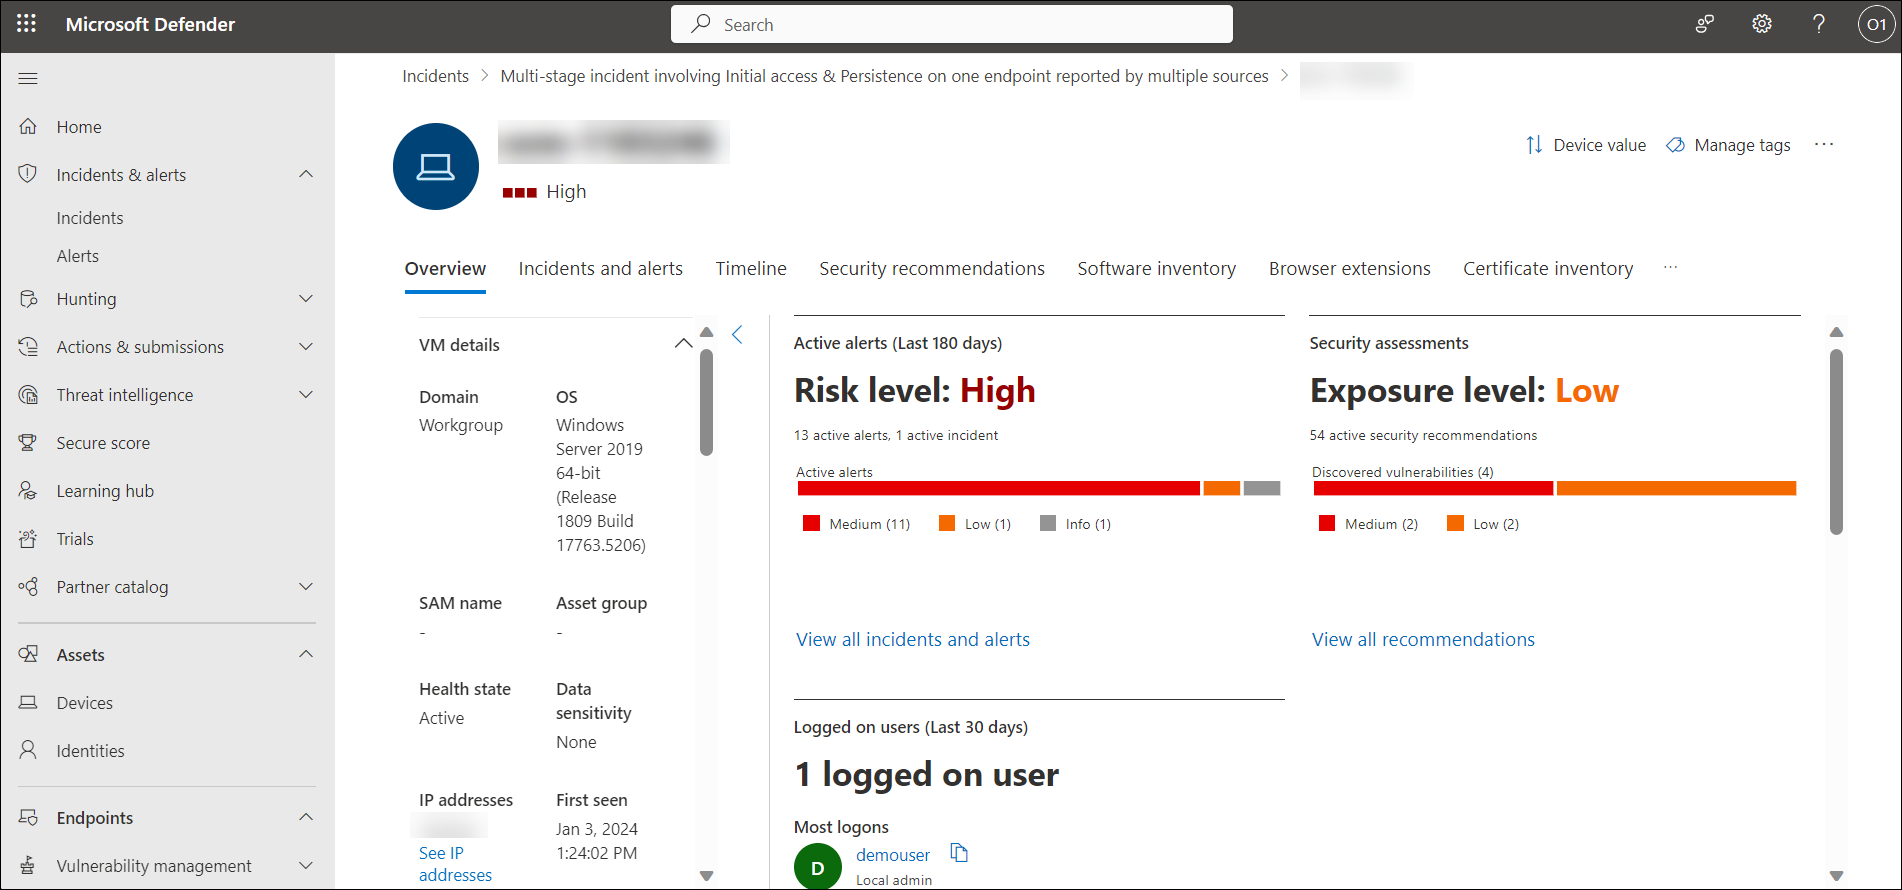 Microsoft Defender
Search
O1
Incidents > Multi-stage incident involving Initial access & Persistence on one endpoint reported by multiple sources >
Home
Incidents & alerts
Incidents
Alerts
Hunting
Actions & submissions
Threat intelligence
Secure score
Learning hub
Trials
Partner catalog
Assets
Devices
Identities
Endpoints
Vulnerability management
High
Device value
Manage tags
Overview Incidents and alerts Timeline Security recommendations Software inventory Browser extensions Certificate inventory
VM details
Domain
Workgroup
OS
Windows
Server 2019
64-bit
(Release
1809 Build
17763.5206)
SAM name
-
Asset group
-
Health state
Active
Data
sensitivity
None
IP addresses
See IP
addresses
First seen
Jan 3, 2024
1:24:02 PM
Active alerts (Last 180 days)
Risk level: High
13 active alerts, 1 active incident
Active alerts
Medium (11) Low (1) Info (1)
View all incidents and alerts
Security assessments
Exposure level: Low
54 active security recommendations
Discovered vulnerabilities (4)
Medium (2) Low (2)
View all recommendations
Logged on users (Last 30 days)
1 logged on user
Most logons
D
demouser
Local admin